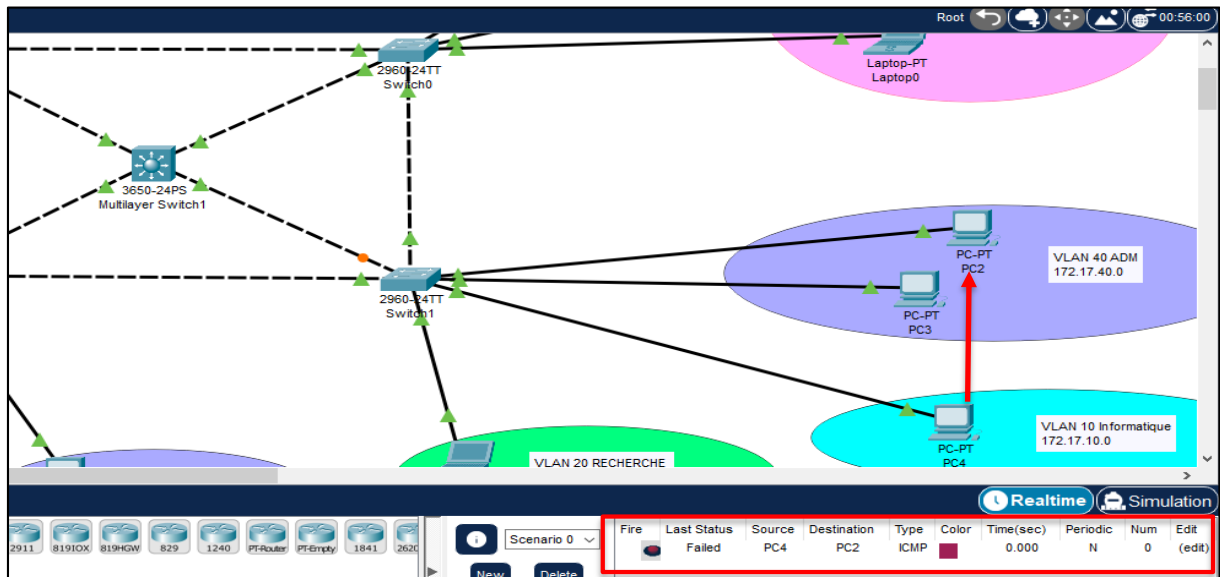 Root
00:56:00
2960-24TT
Switch0
Laptop-PT
Laptop0
3650-24PS
Multilayer Switch1
PC-PT
PC2
VLAN 40 ADM
172.17.40.0
2960-24TT
Switch1
PC-PT
PC3
VLAN 10 Informatique
172.17.10.0
PC-PT
PC4
VLAN 20 RECHERCHE
Realtime
Simulation
2911
819IOX
819HGW
829
1240
PT-Router
PT-Empty
1841
262
Scenario 0
New
Delete
Fire Last Status Source Destination Type Color Time(sec) Periodic Num Edit
Failed PC4 PC2 ICMP 0.000 N 0 (edit)